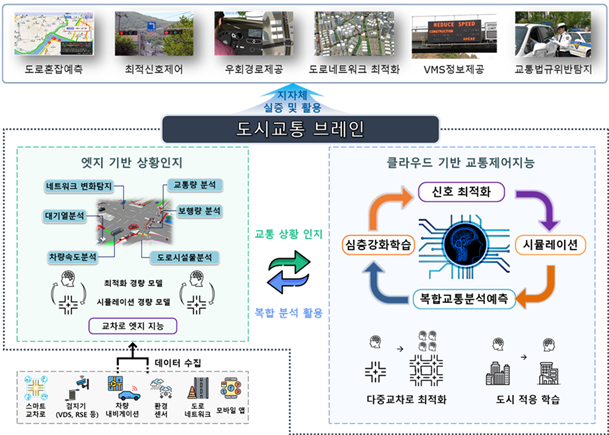 REDUCE SPEED
CONSTRUCTION
AHEAD
도로혼잡예측
최적신호제어
우회경로제공
도로네트워크 최적화
VMS정보제공
교통법규위반탐지
지자체
실증 및 활용
도시교통 브레인
엣지 기반 상황인지
네트워크 변화탐지
교통량 분석
대기열분석
보행량 분석
차량속도분석
도로시설물분석
최적화 경량 모델
시뮬레이션 경량 모델
교차로 엣지 지능
데이터 수집
스마트
교차로
검지기
(VDS, RSE 등)
차량
내비게이션
환경
센서
도로
네트워크
모바일 앱
교통 상황 인지
복합 분석 활용
클라우드 기반 교통제어지능
신호 최적화
심층강화학습
시뮬레이션
복합교통분석예측
다중교차로 최적화
도시 적응 학습